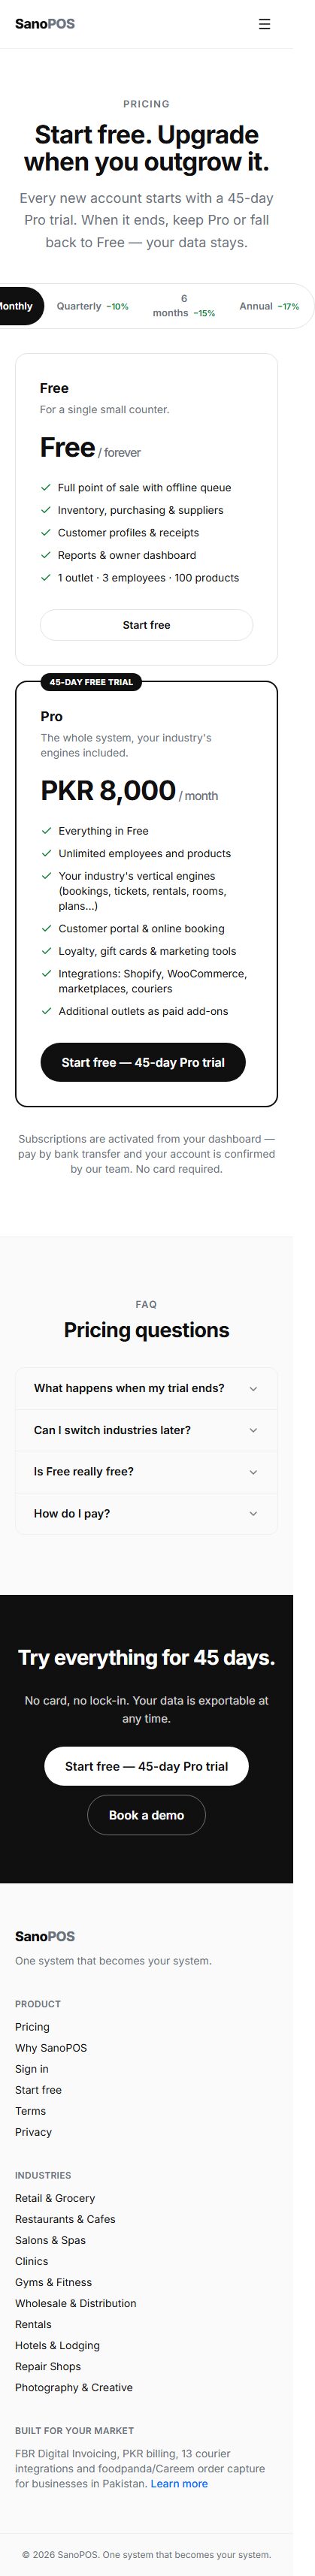 SanoPOS
PRICING
Start free. Upgrade
when you outgrow it.
Every new account starts with a 45-day
Pro trial. When it ends, keep Pro or fall
back to Free — your data stays.
Monthly
Quarterly −10%
6
months −15%
Annual −17%
Free
For a single small counter.
Free / forever
Full point of sale with offline queue
Inventory, purchasing & suppliers
Customer profiles & receipts
Reports & owner dashboard
1 outlet · 3 employees · 100 products
Start free
45-DAY FREE TRIAL
Pro
The whole system, your industry's
engines included.
PKR 8,000 / month
Everything in Free
Unlimited employees and products
Your industry's vertical engines
(bookings, tickets, rentals, rooms,
plans…)
Customer portal & online booking
Loyalty, gift cards & marketing tools
Integrations: Shopify, WooCommerce,
marketplaces, couriers
Additional outlets as paid add-ons
Start free — 45-day Pro trial
Subscriptions are activated from your dashboard —
pay by bank transfer and your account is confirmed
by our team. No card required.
FAQ
Pricing questions
What happens when my trial ends?
Can I switch industries later?
Is Free really free?
How do I pay?
Try everything for 45 days.
No card, no lock-in. Your data is exportable at
any time.
Start free — 45-day Pro trial
Book a demo
SanoPOS
One system that becomes your system.
PRODUCT
Pricing
Why SanoPOS
Sign in
Start free
Terms
Privacy
INDUSTRIES
Retail & Grocery
Restaurants & Cafes
Salons & Spas
Clinics
Gyms & Fitness
Wholesale & Distribution
Rentals
Hotels & Lodging
Repair Shops
Photography & Creative
BUILT FOR YOUR MARKET
FBR Digital Invoicing, PKR billing, 13 courier
integrations and foodpanda/Careem order capture
for businesses in Pakistan. Learn more
© 2026 SanoPOS. One system that becomes your system.